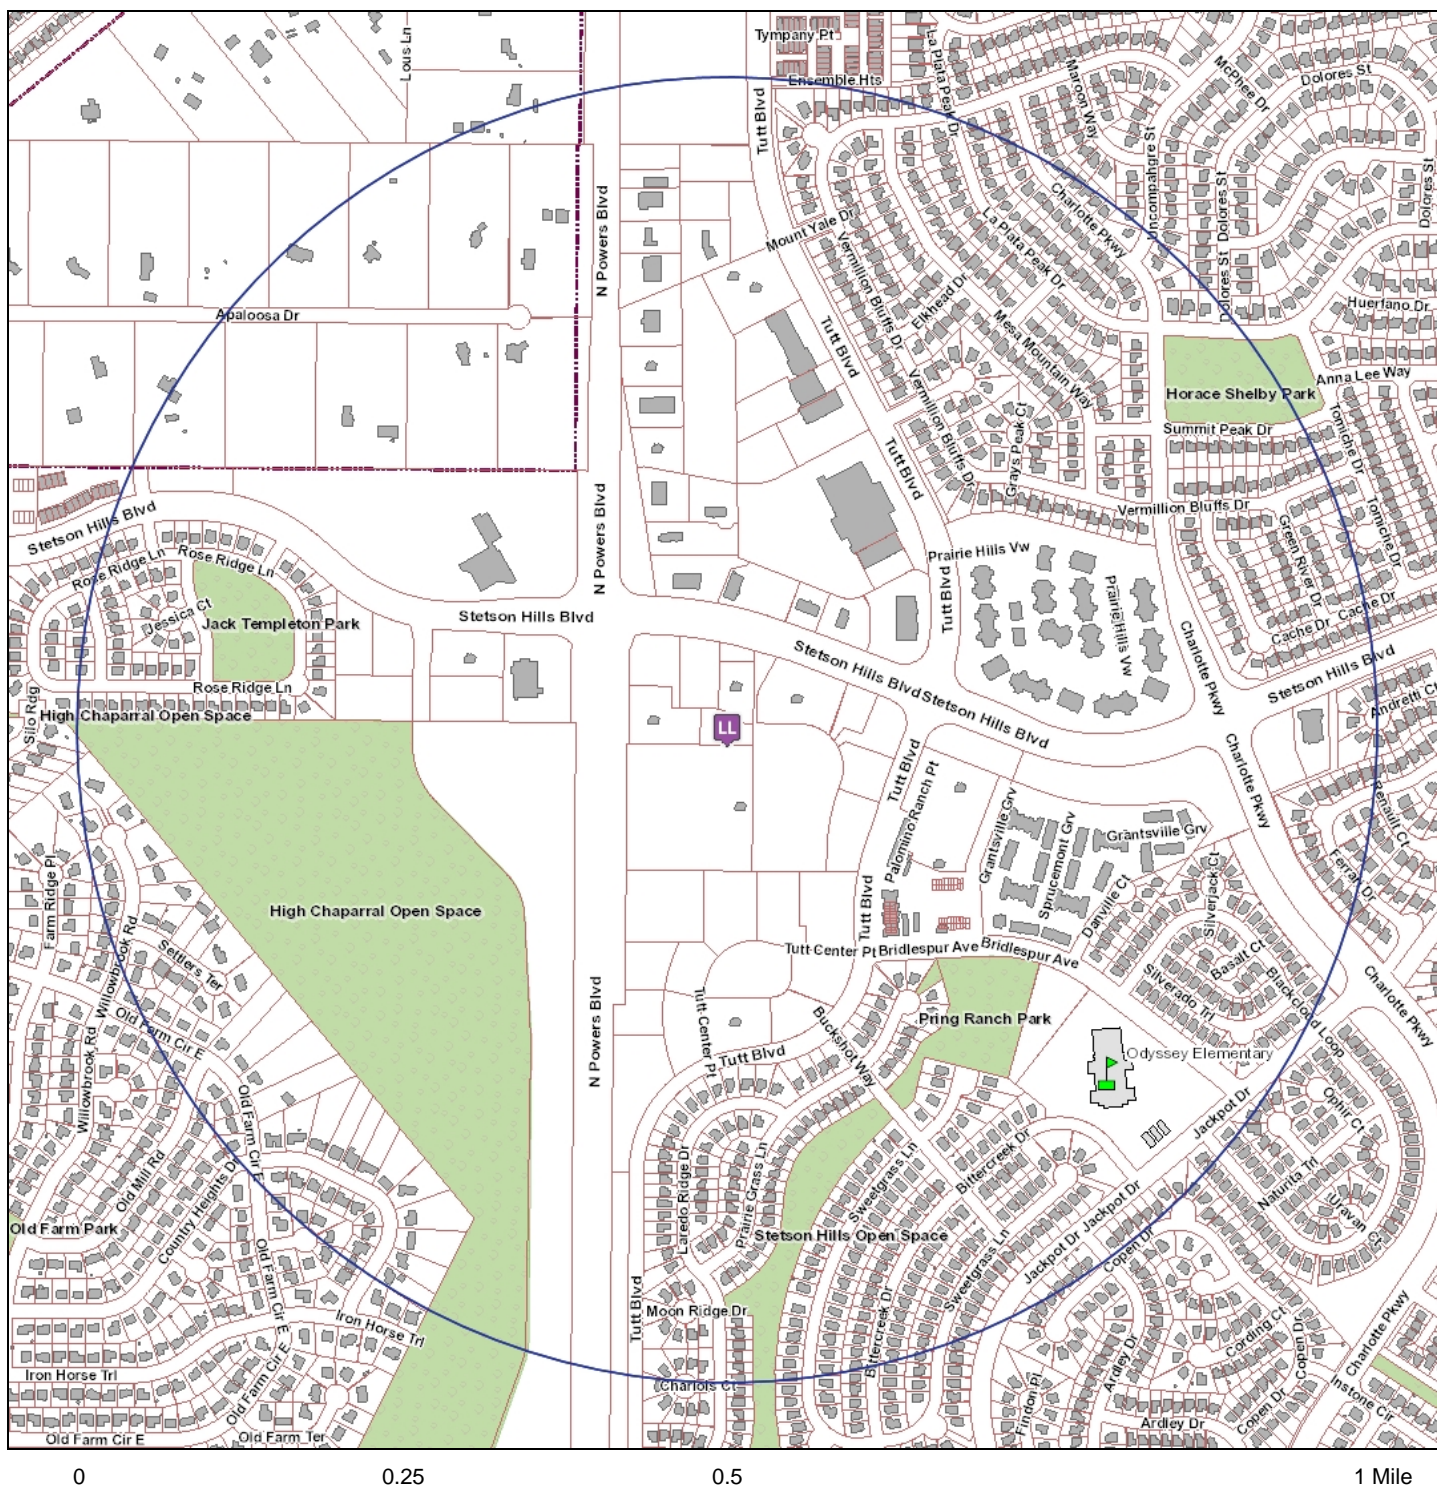 Tympany Pt
Ensemble Hts
Lous Ln
Tutt Blvd
La Plata Peak Dr
Maroon Way
McPhee Dr
Dolores St
Uncompahgre St
Dolores St
Dolores St
Dolores St
N Powers Blvd
Mount Yale Dr
Charlotte Pkwy
La Plata Peak Dr
Vermillion Bluffs Dr
Elkhead Dr
Huerfano Dr
Apaloosa Dr
Tutt Blvd
Mesa Mountain Way
Anna Lee Way
Horace Shelby Park
Summit Peak Dr
Vermillion Bluffs Dr
Grays Peak Ct
Tomiche Dr
Tutt Blvd
Vermillion Bluffs Dr
Tomiche Dr
Green River Dr
Stetson Hills Blvd
N Powers Blvd
Prairie Hills Vw
Prairie Hills Vw
Tutt Blvd
Rose Ridge Ln
Rose Ridge Ln
Jessica Ct
Jack Templeton Park
Stetson Hills Blvd
Cache Dr
Cache Dr
Stetson Hills Blvd
Stetson Hills Blvd
Stetson Hills Blvd
Charlotte Pkwy
Rose Ridge Ln
Silo Rdg
High Chaparral Open Space
Andretti Ct
LL
Tutt Blvd
Palomino Ranch Pt
Charlotte Pkwy
Renault Ct
Grantsville Grv
Grantsville Grv
Sprucemont Grv
Ferrari Dr
Farm Ridge Pl
High Chaparral Open Space
Tutt Blvd
Danville Ct
Silverjack Ct
Willowbrook Rd
Settlers Ter
Tutt Center Pt
Bridlespur Ave
Bridlespur Ave
Basalt Ct
Silverado Trl
Blackcloud Loop
Charlotte Pkwy
N Powers Blvd
Tutt Center Pt
Buckshot Way
Pring Ranch Park
Old Farm Cir E
Willowbrook Rd
Tutt Blvd
Odyssey Elementary
Old Farm Cir E
Jackpot Dr
Ophir Ct
Old Mill Rd
Country Heights Dr
Laredo Ridge Dr
Prairie Grass Ln
Sweetgrass Ln
Bittercreek Dr
Naturita Trl
Uravan Ct
Old Farm Park
Stetson Hills Open Space
Jackpot Dr
Jackpot Dr
Copen Dr
Sweetgrass Ln
Old Farm Cir E
Iron Horse Trl
Tutt Blvd
Moon Ridge Dr
Bittercreek Dr
Charlotte Pkwy
Cording Ct
Coban Dr
Ardley Dr
Iron Horse Trl
Old Farm Cir E
Charlois Ct
Findon Pl
Copen Dr
Instone Cir
Ardley Dr
Old Farm Cir E
Old Farm Ter
0 0.25 0.5 1 Mile